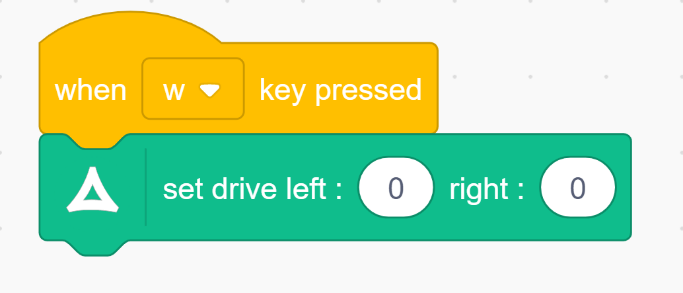 when w key pressed
set drive left : 0 right : 0